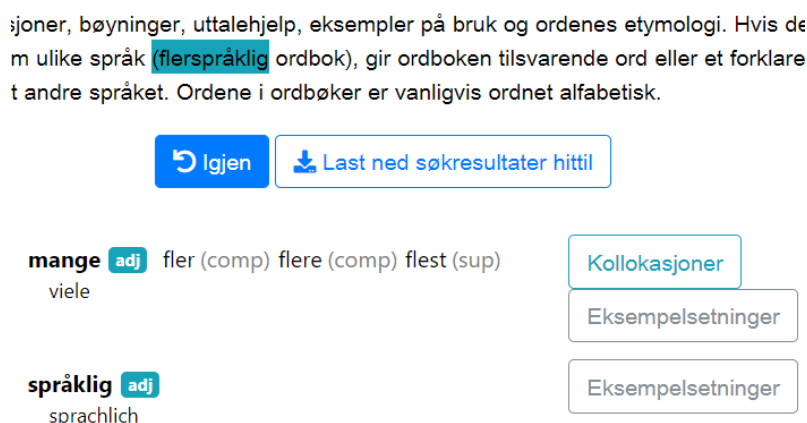 sjoner, bøyninger, uttalehjelp, eksempler på bruk og ordenes etymologi. Hvis de
m ulike språk (flerspråklig ordbok), gir ordboken tilsvarende ord eller et forklare
t andre språket. Ordene i ordbøker er vanligvis ordnet alfabetisk.
Igjen Last ned søkresultater hittil
mange adj fler (comp) flere (comp) flest (sup) Kollokasjoner
viele
Eksempelsetninger
språklig adj Eksempelsetninger
sprachlich